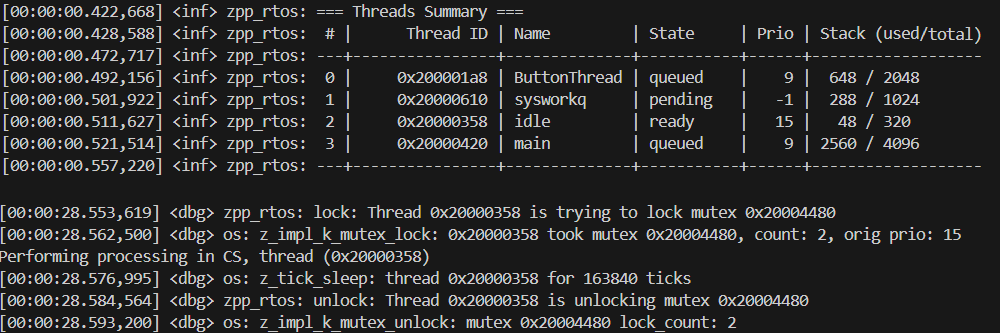 [00:00:00.422,668] <inf> zpp_rtos: === Threads Summary ===
[00:00:00.428,588] <inf> zpp_rtos:  # |      Thread ID | Name        | State    | Prio | Stack (used/total)
[00:00:00.472,717] <inf> zpp_rtos: ---+----------------+-------------+----------+------+-------------------
[00:00:00.492,156] <inf> zpp_rtos:  0 |     0x200001a8 | ButtonThread | queued   |    9 |  648 / 2048
[00:00:00.501,922] <inf> zpp_rtos:  1 |     0x20000610 | sysworkq    | pending  |   -1 |  288 / 1024
[00:00:00.511,627] <inf> zpp_rtos:  2 |     0x20000358 | idle        | ready    |   15 |   48 / 320
[00:00:00.521,514] <inf> zpp_rtos:  3 |     0x20000420 | main        | queued   |    9 | 2560 / 4096
[00:00:00.557,220] <inf> zpp_rtos: ---+----------------+-------------+----------+------+-------------------
[00:00:28.553,619] <dbg> zpp_rtos: lock: Thread 0x20000358 is trying to lock mutex 0x20004480
[00:00:28.562,500] <dbg> os: z_impl_k_mutex_lock: 0x20000358 took mutex 0x20004480, count: 2, orig prio: 15
Performing processing in CS, thread (0x20000358)
[00:00:28.576,995] <dbg> os: z_tick_sleep: thread 0x20000358 for 163840 ticks
[00:00:28.584,564] <dbg> zpp_rtos: unlock: Thread 0x20000358 is unlocking mutex 0x20004480
[00:00:28.593,200] <dbg> os: z_impl_k_mutex_unlock: mutex 0x20004480 lock_count: 2